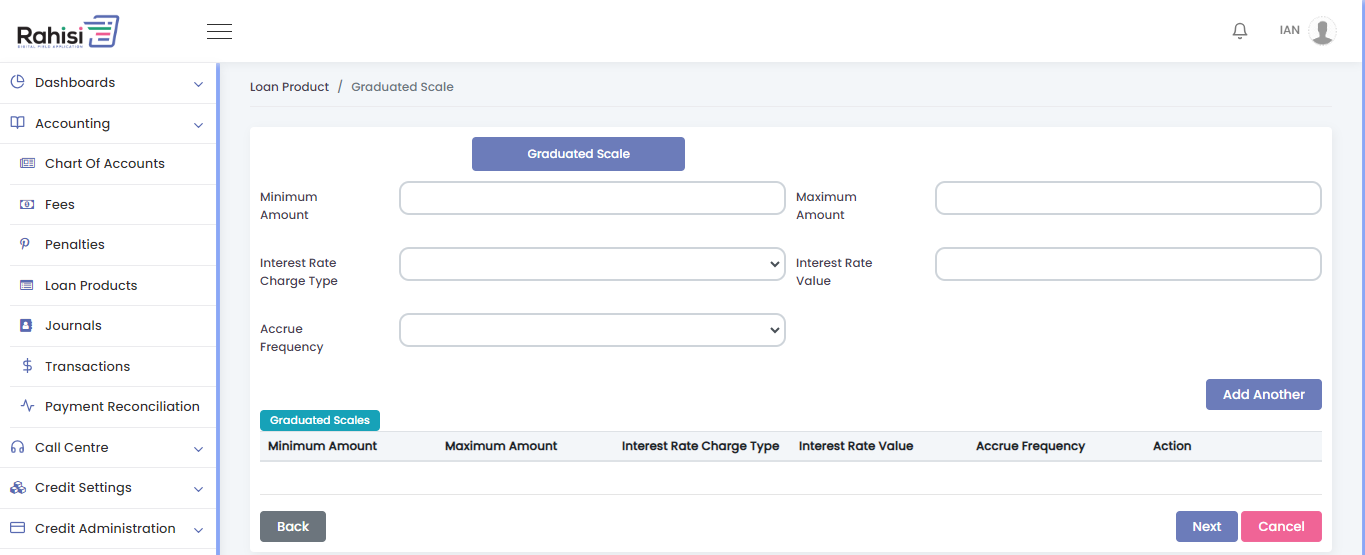 Rahisi
DIGITAL FIELD APPLICATION
IAN
Dashboards
Accounting
Chart Of Accounts
Fees
Penalties
Loan Products
Journals
Transactions
Payment Reconciliation
Call Centre
Credit Settings
Credit Administration
Loan Product / Graduated Scale
Graduated Scale
Minimum
Amount
Maximum
Amount
Interest Rate
Charge Type
Interest Rate
Value
Accrue
Frequency
Add Another
Graduated Scales
Minimum Amount Maximum Amount Interest Rate Charge Type Interest Rate Value Accrue Frequency Action
Back
Next
Cancel